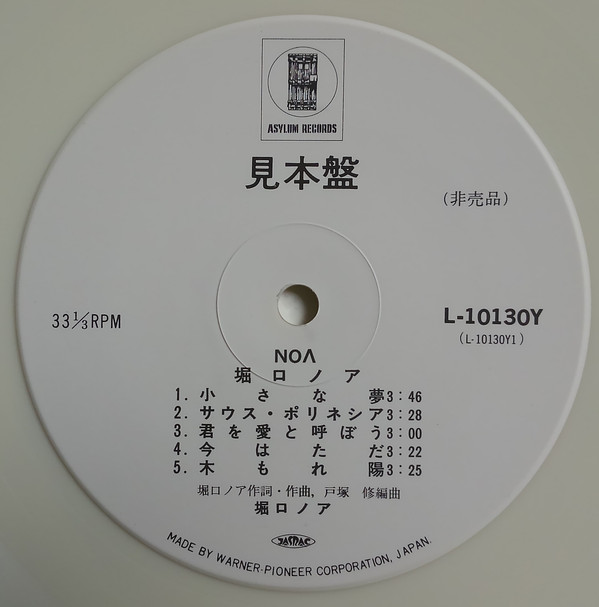 ASYLUM RECORDS
見本盤
(非売品)
33⅓RPM
L-10130Y
(L-10130Y1)
NOΛ
堀口ノア
1. 小さな夢 3:46
2. サウス・ポリネシア 3:28
3. 君を愛と呼ぼう 3:00
4. 今はただ 3:22
5. 木もれ陽 3:25
堀口ノア作詞・作曲, 戸塚 修編曲
堀口ノア
JASRAC
MADE BY WARNER-PIONEER CORPORATION, JAPAN.